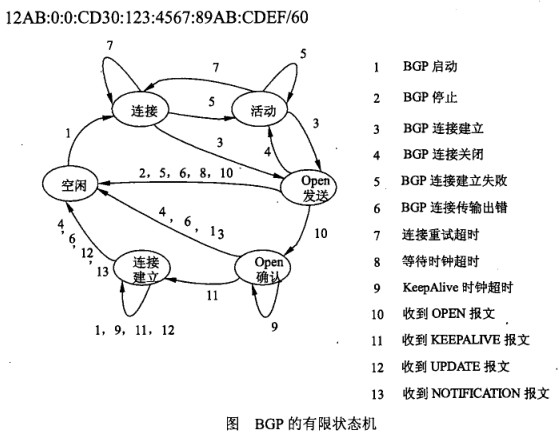 12AB:0:0:CD30:123:4567:89AB:CDEF/60
7
7
5
连接
5
活动
1
3
3
4
空闲
2, 5, 6, 8, 10
Open
发送
4, 6, 13
10
4,
6,
12,
13
连接
建立
11
Open
确认
1, 9, 11, 12
9
1 BGP 启动
2 BGP 停止
3 BGP 连接建立
4 BGP 连接关闭
5 BGP 连接建立失败
6 BGP 连接传输出错
7 连接重试超时
8 等待时钟超时
9 KeepAlive 时钟超时
10 收到 OPEN 报文
11 收到 KEEPALIVE 报文
12 收到 UPDATE 报文
13 收到 NOTIFICATION 报文
图 BGP 的有限状态机